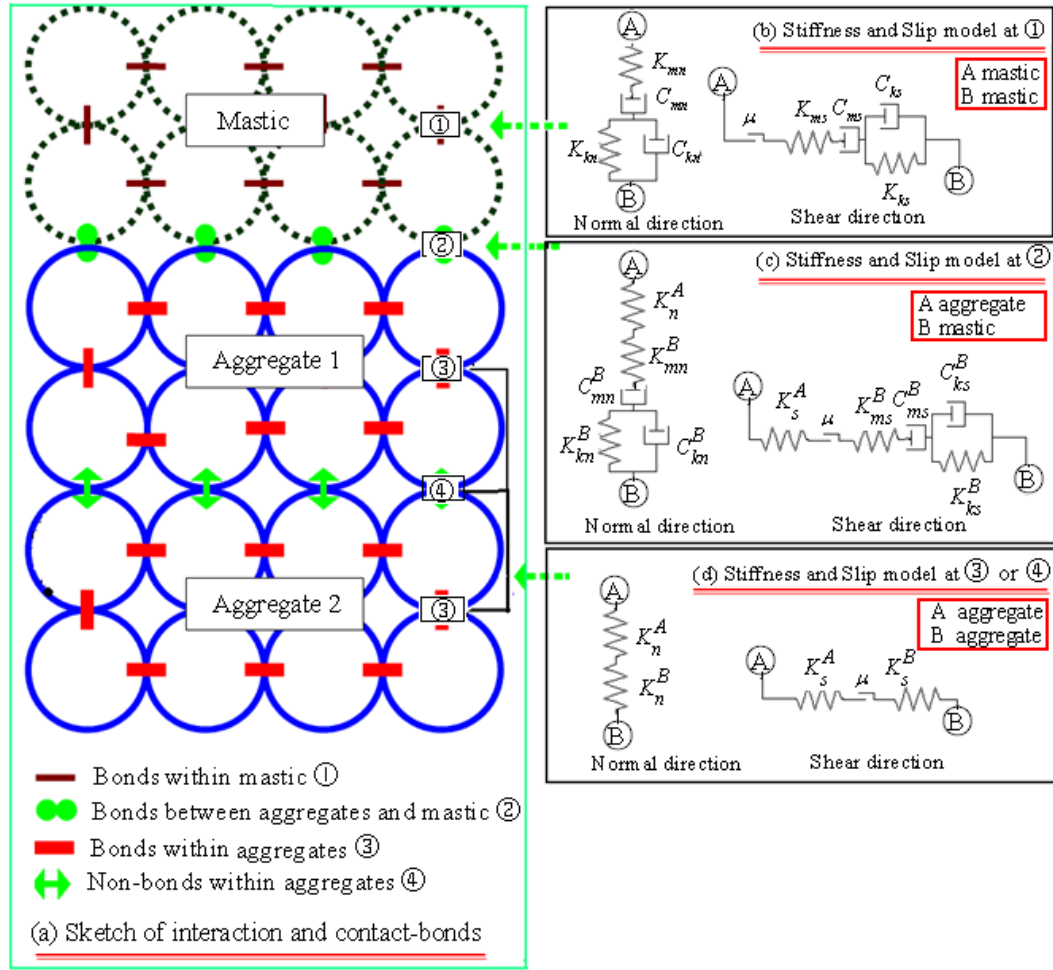 Mastic
①
②
Aggregate 1
③
④
Aggregate 2
③
Bonds within mastic ①
Bonds between aggregates and mastic ②
Bonds within aggregates ③
Non-bonds within aggregates ④
(a) Sketch of interaction and contact-bonds
(b) Stiffness and Slip model at ①
A mastic
B mastic
A
K_mn
C_mn
K_kn
C_kn
B
Normal direction
A
μ
K_ms
C_ms
C_ks
K_ks
B
Shear direction
(c) Stiffness and Slip model at ②
A aggregate
B mastic
A
K_n^A
K_mn^B
C_mn^B
K_kn^B
C_kn^B
B
Normal direction
A
K_s^A
μ
K_ms^B
C_ms^B
C_ks^B
K_ks^B
B
Shear direction
(d) Stiffness and Slip model at ③ or ④
A aggregate
B aggregate
A
K_n^A
K_n^B
B
Normal direction
A
K_s^A
μ
K_s^B
B
Shear direction